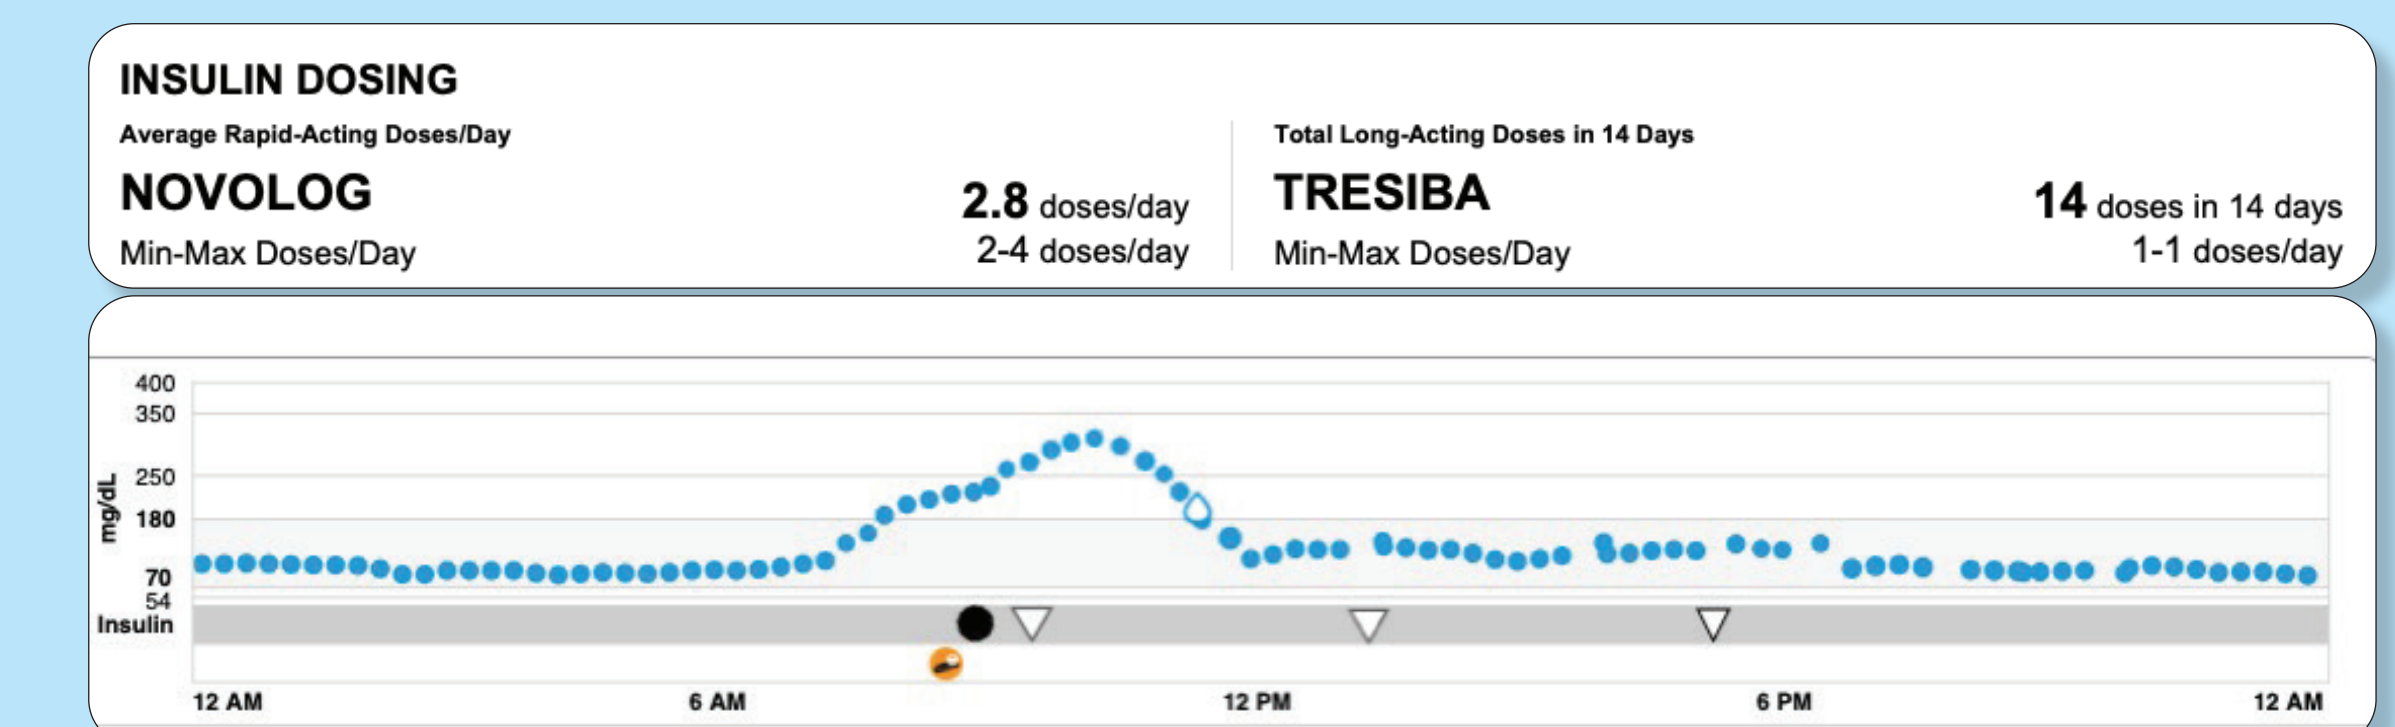 INSULIN DOSING
Average Rapid-Acting Doses/Day
NOVOLOG
2.8 doses/day
Min-Max Doses/Day
2-4 doses/day
Total Long-Acting Doses in 14 Days
TRESIBA
14 doses in 14 days
Min-Max Doses/Day
1-1 doses/day
mg/dL
400
350
250
180
70
54
Insulin
12 AM
6 AM
12 PM
6 PM
12 AM